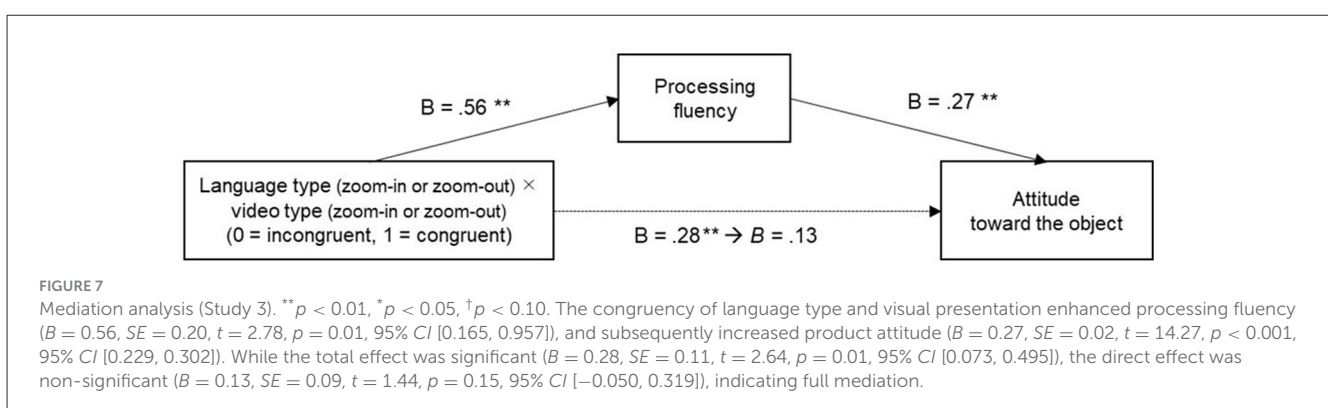 Processing
fluency
B = .56 **
B = .27 **
Language type (zoom-in or zoom-out) ×
video type (zoom-in or zoom-out)
(0 = incongruent, 1 = congruent)
Attitude
toward the object
B = .28** → B = .13
FIGURE 7
Mediation analysis (Study 3). **p < 0.01, *p < 0.05, †p < 0.10. The congruency of language type and visual presentation enhanced processing fluency
(B = 0.56, SE = 0.20, t = 2.78, p = 0.01, 95% CI [0.165, 0.957]), and subsequently increased product attitude (B = 0.27, SE = 0.02, t = 14.27, p < 0.001,
95% CI [0.229, 0.302]). While the total effect was significant (B = 0.28, SE = 0.11, t = 2.64, p = 0.01, 95% CI [0.073, 0.495]), the direct effect was
non-significant (B = 0.13, SE = 0.09, t = 1.44, p = 0.15, 95% CI [−0.050, 0.319]), indicating full mediation.